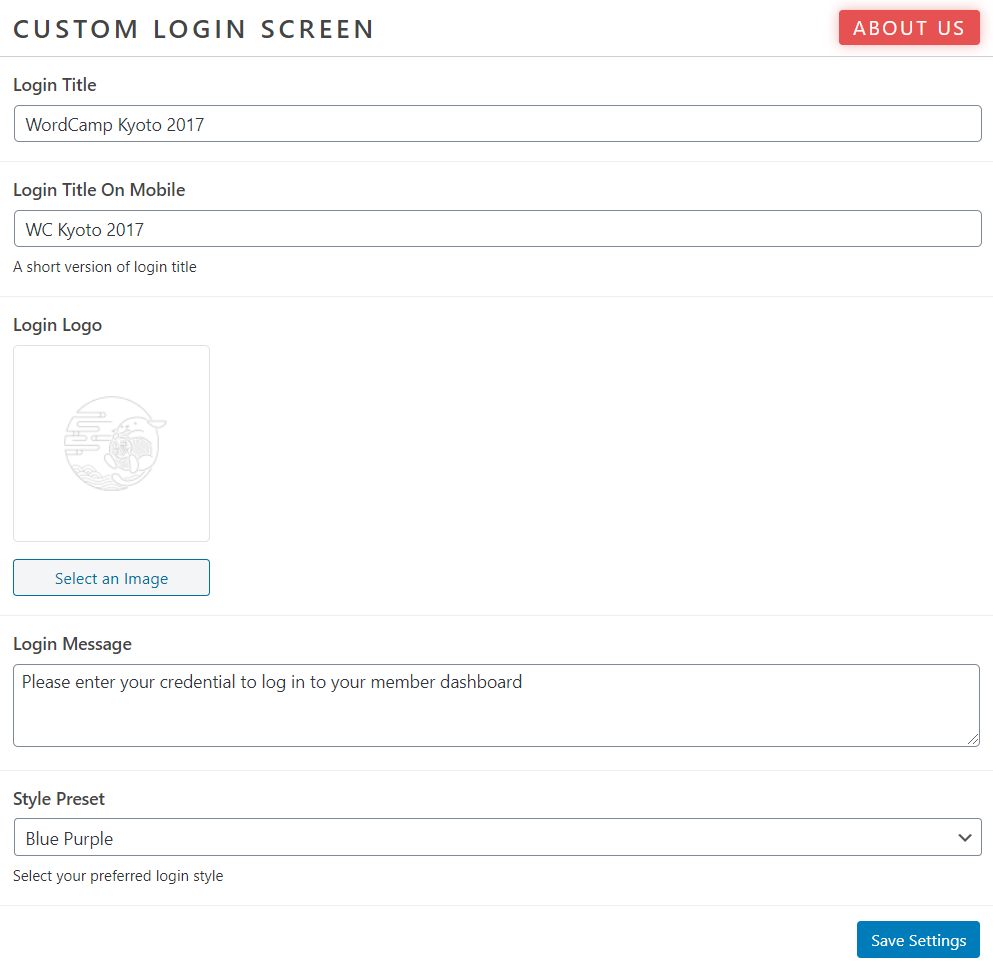 CUSTOM LOGIN SCREEN
ABOUT US
Login Title
WordCamp Kyoto 2017
Login Title On Mobile
WC Kyoto 2017
A short version of login title
Login Logo
Select an Image
Login Message
Please enter your credential to log in to your member dashboard
Style Preset
Blue Purple
Select your preferred login style
Save Settings